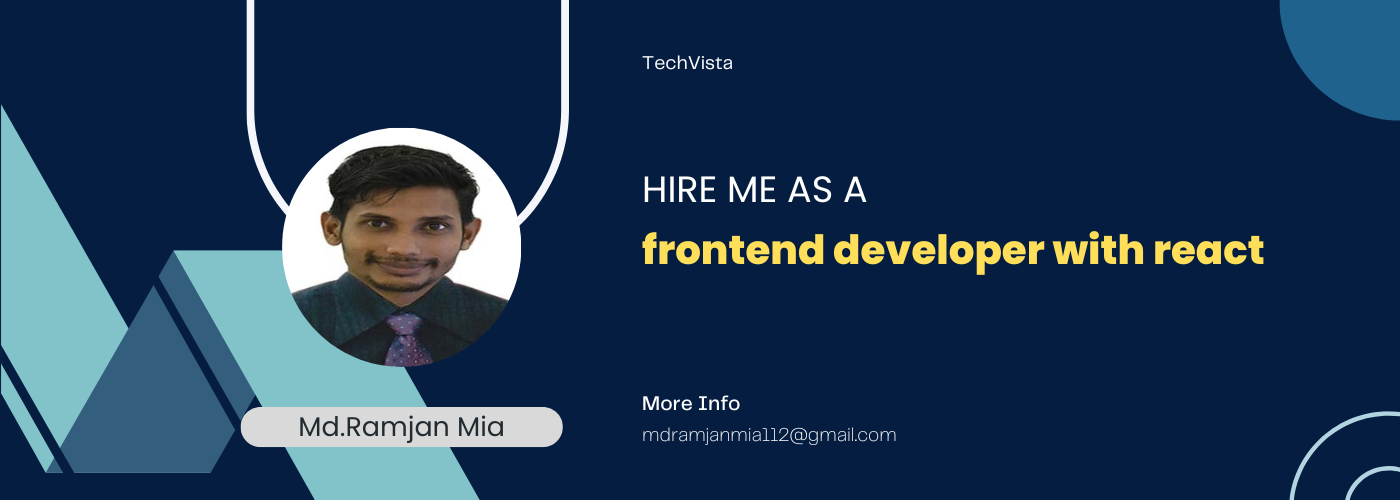 TechVista
HIRE ME AS A
frontend developer with react
Md.Ramjan Mia
More Info
mdramjanmia112@gmail.com